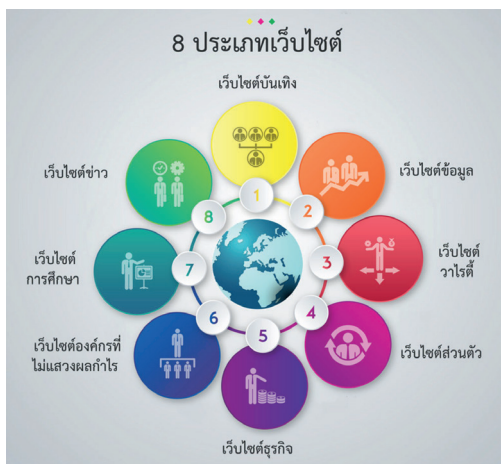 8 ประเภทเว็บไซต์
เว็บไซต์บันเทิง
เว็บไซต์ข้อมูล
เว็บไซต์
วาไรตี้
เว็บไซต์ส่วนตัว
เว็บไซต์ธุรกิจ
เว็บไซต์องค์กรที่
ไม่แสวงผลกำไร
เว็บไซต์
การศึกษา
เว็บไซต์ข่าว
1
2
3
4
5
6
7
8